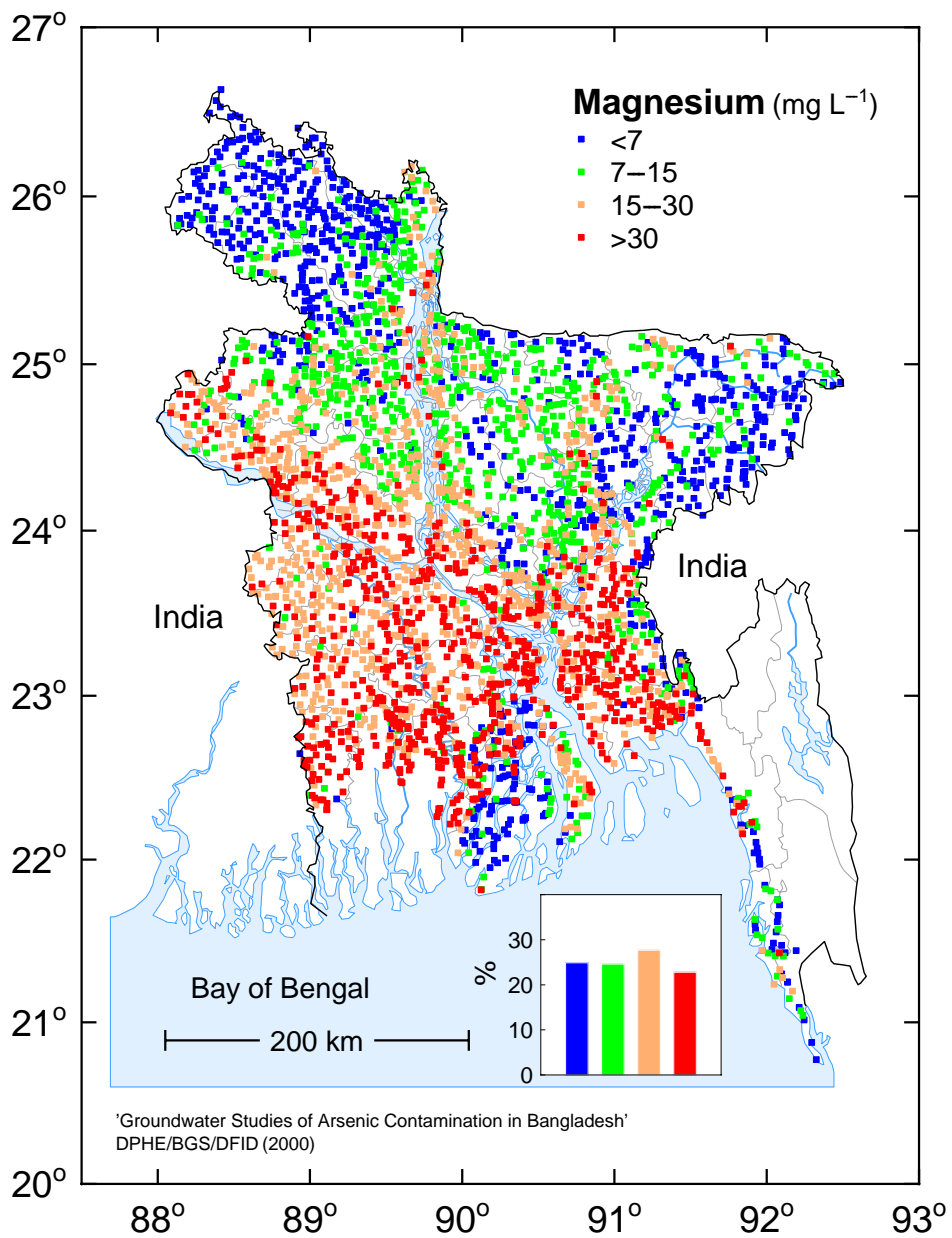 27°
26°
25°
24°
23°
22°
21°
20°
Magnesium (mg L⁻¹)
<7
7–15
15–30
>30
India
India
Bay of Bengal
200 km
%
30
20
10
0
'Groundwater Studies of Arsenic Contamination in Bangladesh'
DPHE/BGS/DFID (2000)
88° 89° 90° 91° 92° 93°